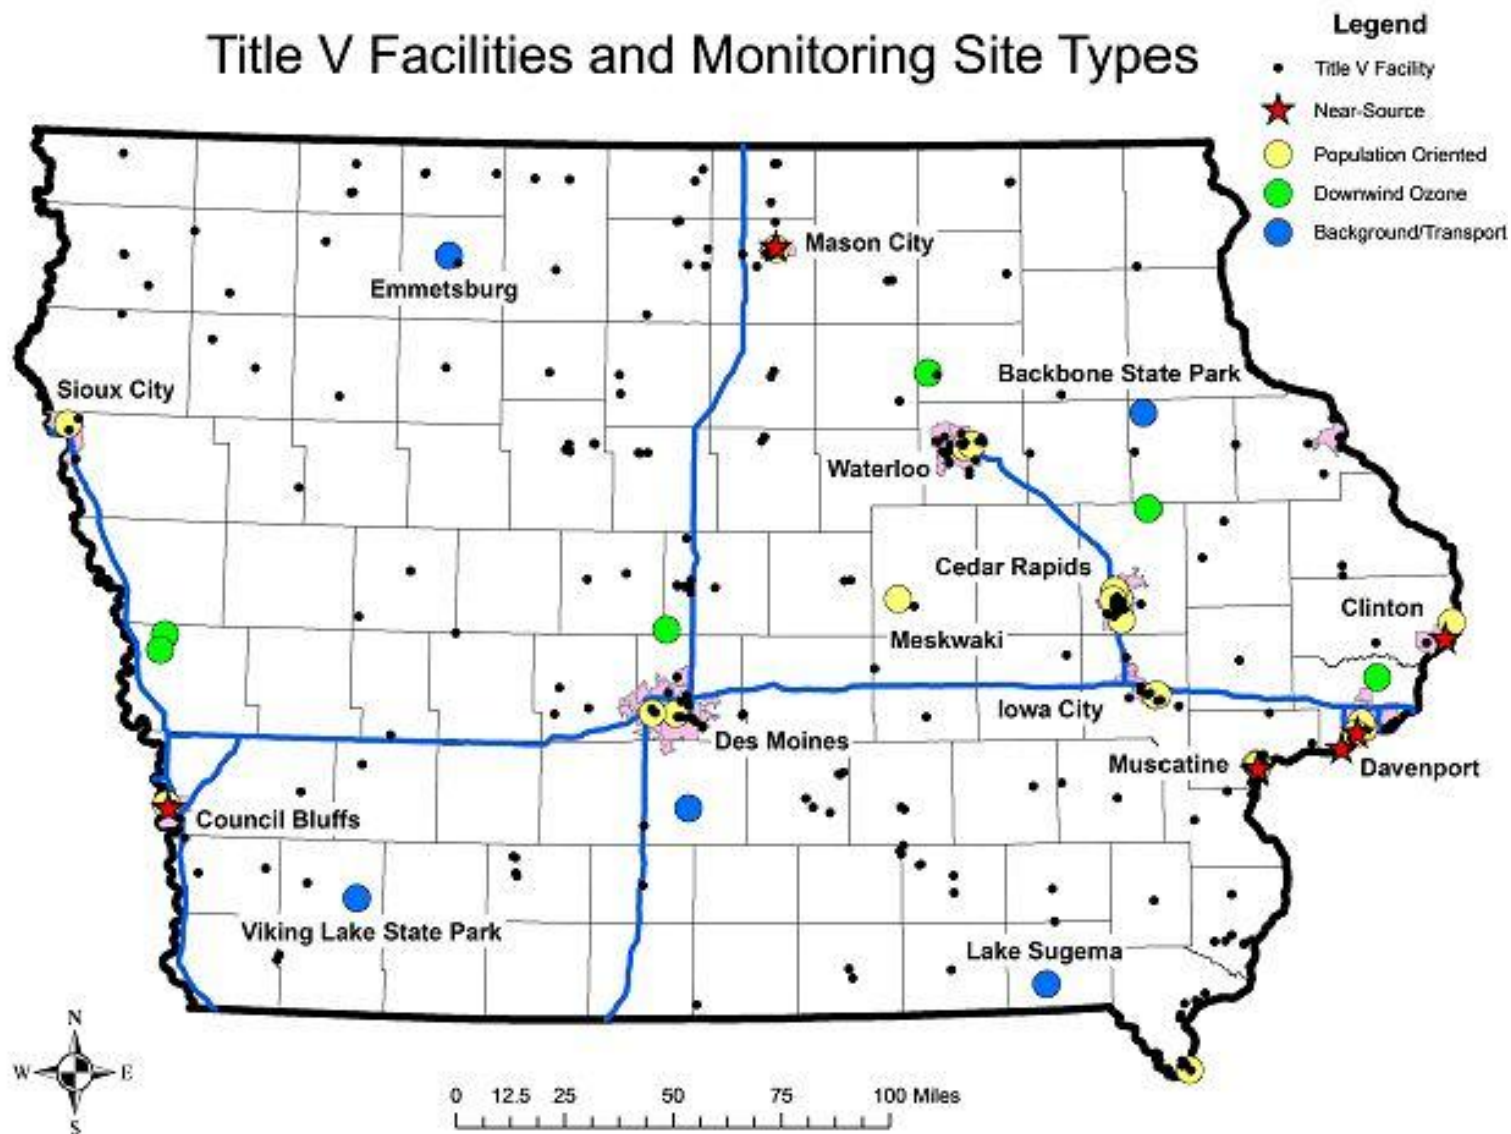 Title V Facilities and Monitoring Site Types
Legend
Title V Facility
Near-Source
Population Oriented
Downwind Ozone
Background/Transport
Mason City
Emmetsburg
Sioux City
Backbone State Park
Waterloo
Cedar Rapids
Clinton
Meskwaki
Iowa City
Des Moines
Muscatine
Davenport
Council Bluffs
Viking Lake State Park
Lake Sugema
N
W E
S
0 12.5 25 50 75 100 Miles